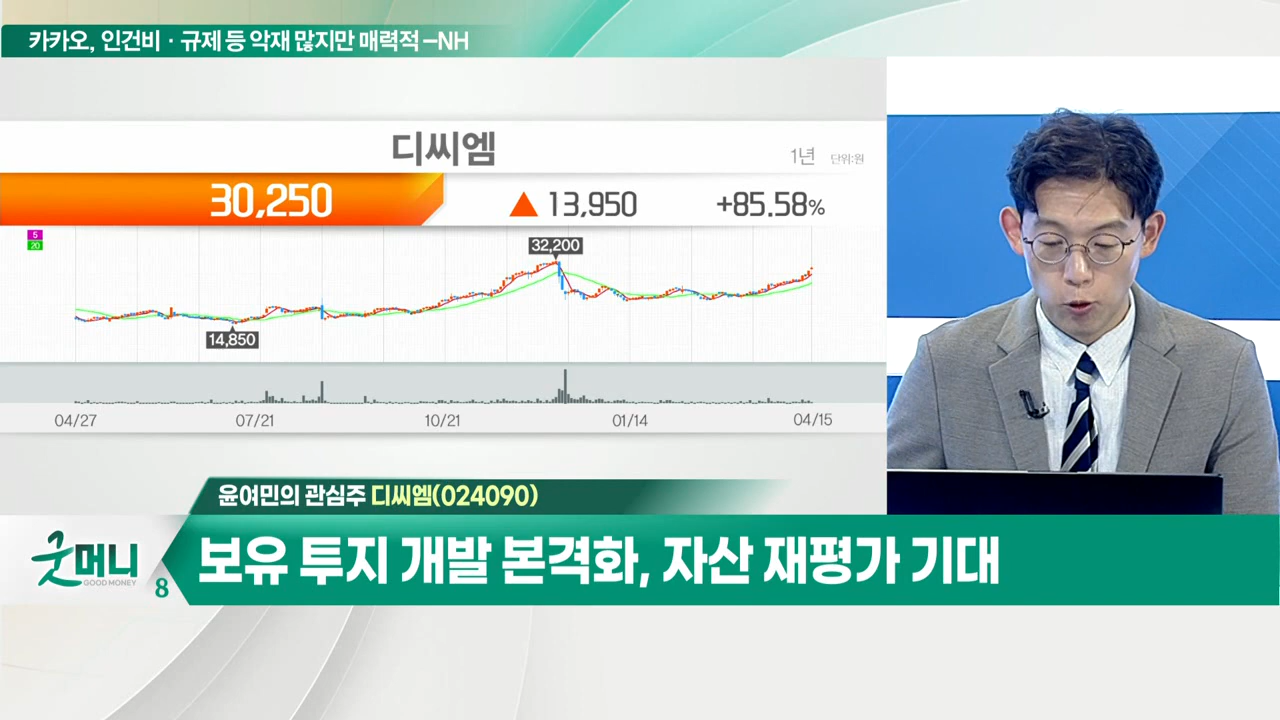 카카오, 인건비 · 규제 등 악재 많지만 매력적 –NH
디씨엠
1년 단위:원
30,250 ▲ 13,950 +85.58%
5
20
32,200
14,850
04/27 07/21 10/21 01/14 04/15
윤여민의 관심주 디씨엠(024090)
굿머니
GOOD MONEY
8
보유 투지 개발 본격화, 자산 재평가 기대